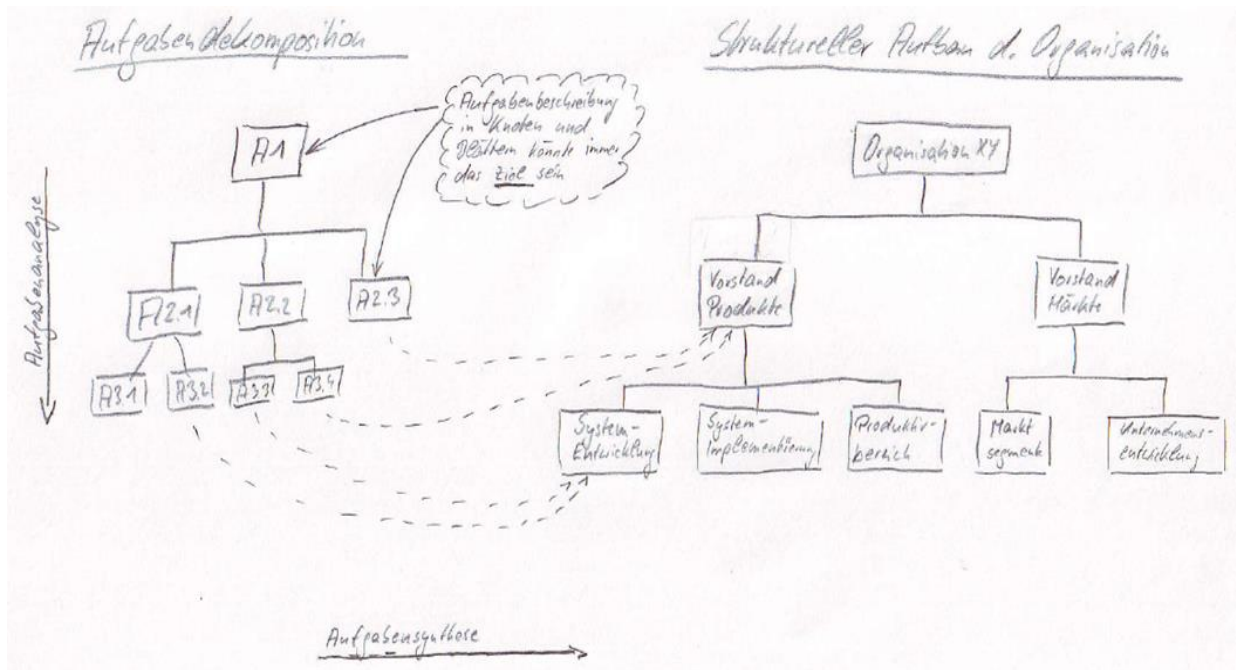 Aufgabendekomposition
Struktureller Aufbau d. Organisation
Aufgabenbeschreibung
in Knoten und
Blättern könnte immer
das Ziel sein
A1
Organisation XY
Aufgabenanalyse
A2.1
A2.2
A2.3
Vorstand
Produkte
Vorstand
Märkte
A3.1
A3.2
A3.3
A3.4
System-
Entwicklung
System-
implementierung
Produktiv-
bereich
Markt
segmente
Unternehmens-
entwicklung
Aufgabensynthese